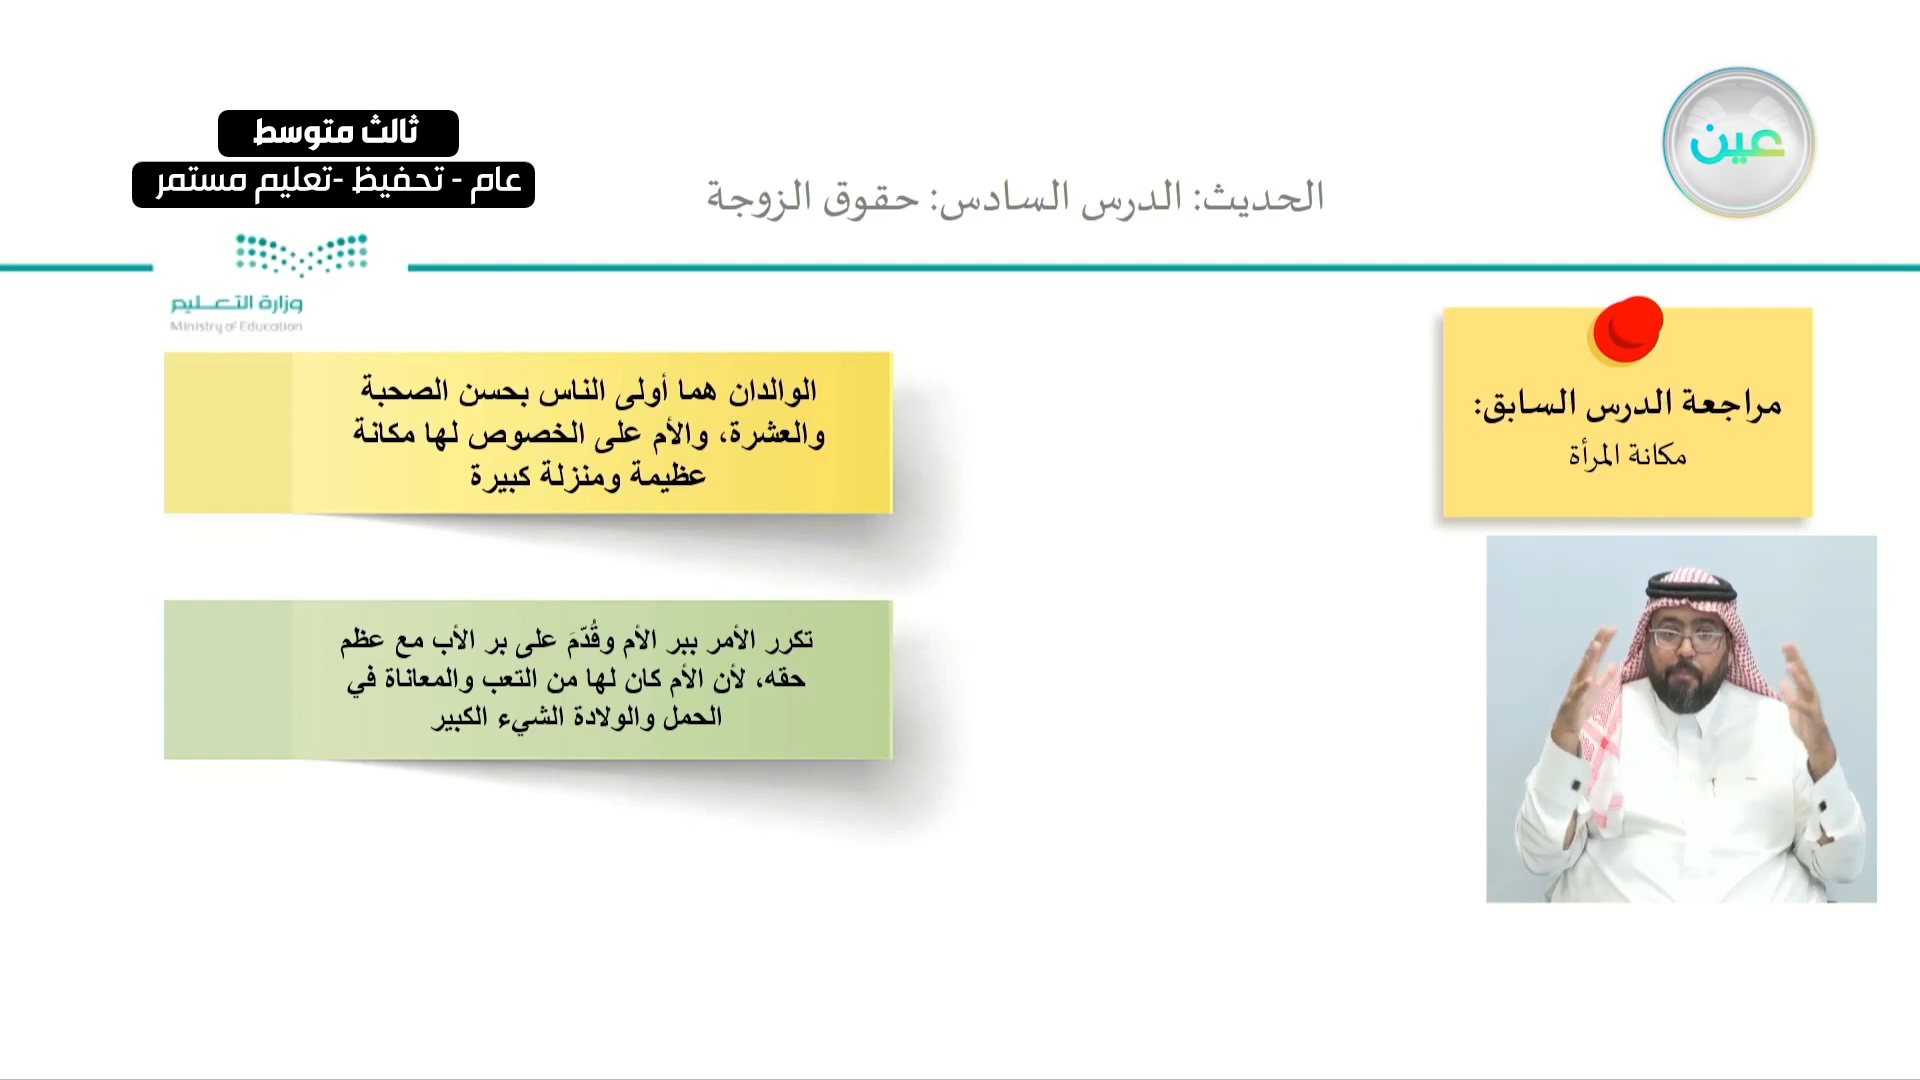 عين
ثالث متوسط
عام - تحفيظ -تعليم مستمر
الحديث: الدرس السادس: حقوق الزوجة
وزارة التعـــليم
Ministry of Education
مراجعة الدرس السابق:
مكانة المرأة
الوالدان هما أولى الناس بحسن الصحبة
والعشرة، والأم على الخصوص لها مكانة
عظيمة ومنزلة كبيرة
تكرر الأمر ببر الأم وقُدّمَ على بر الأب مع عظم
حقه، لأن الأم كان لها من التعب والمعاناة في
الحمل والولادة الشيء الكبير